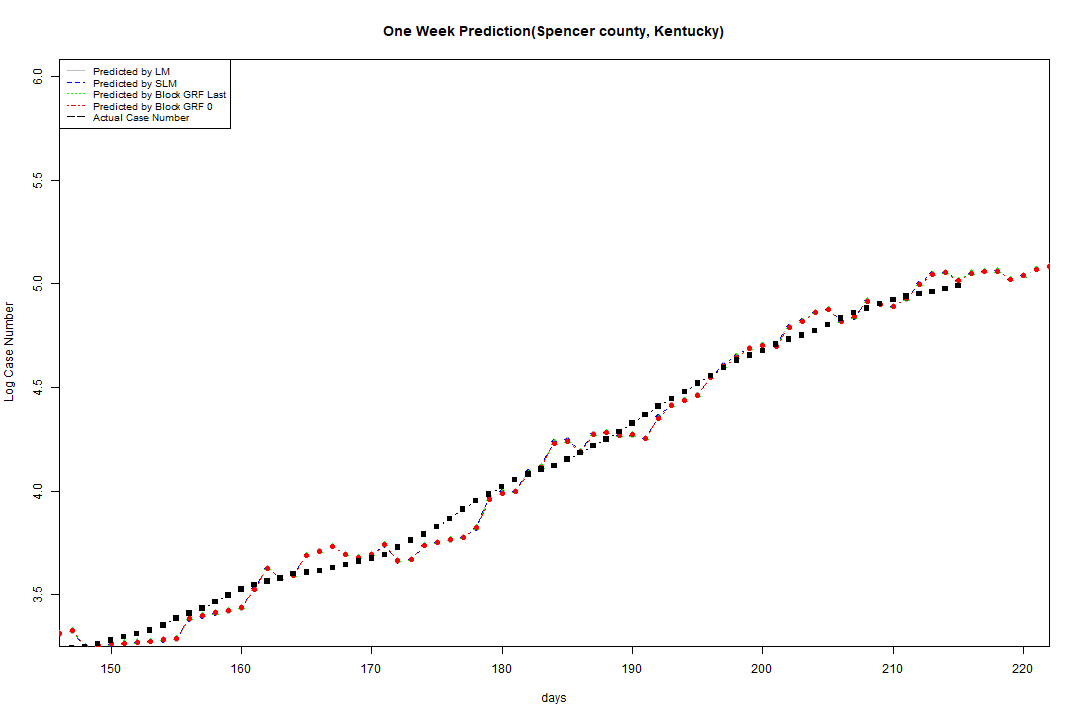 One Week Prediction(Spencer county, Kentucky)
Predicted by LM
Predicted by SLM
Predicted by Block GRF Last
Predicted by Block GRF 0
Actual Case Number
6.0
5.5
5.0
4.5
4.0
3.5
Log Case Number
150 160 170 180 190 200 210 220
days